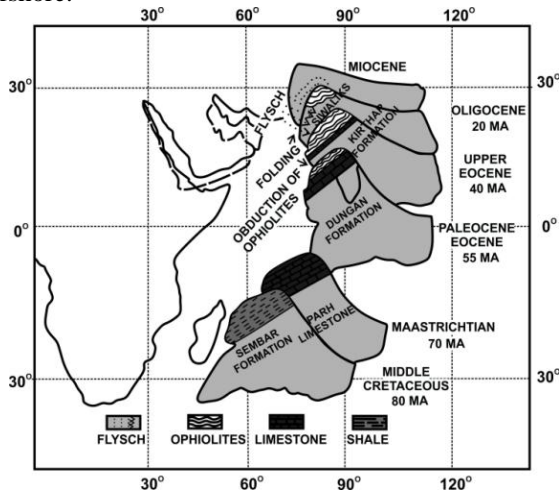 30° 60° 90° 120°
MIOCENE
30°
30°
FLYSCH
SIWALIKS
OLIGOCENE
20 MA
FOLDING
KIRTHAR
FORMATION
UPPER
EOCENE
40 MA
OBDUCTION OF
OPHIOLITES
DUNGAN
FORMATION
0°
0°
PALEOCENE
EOCENE
55 MA
SEMBAR
FORMATION
PARH
LIMESTONE
MAASTRICHTIAN
70 MA
MIDDLE
CRETACEOUS
80 MA
30°
30°
FLYSCH OPHIOLITES LIMESTONE SHALE
30° 60° 90° 120°